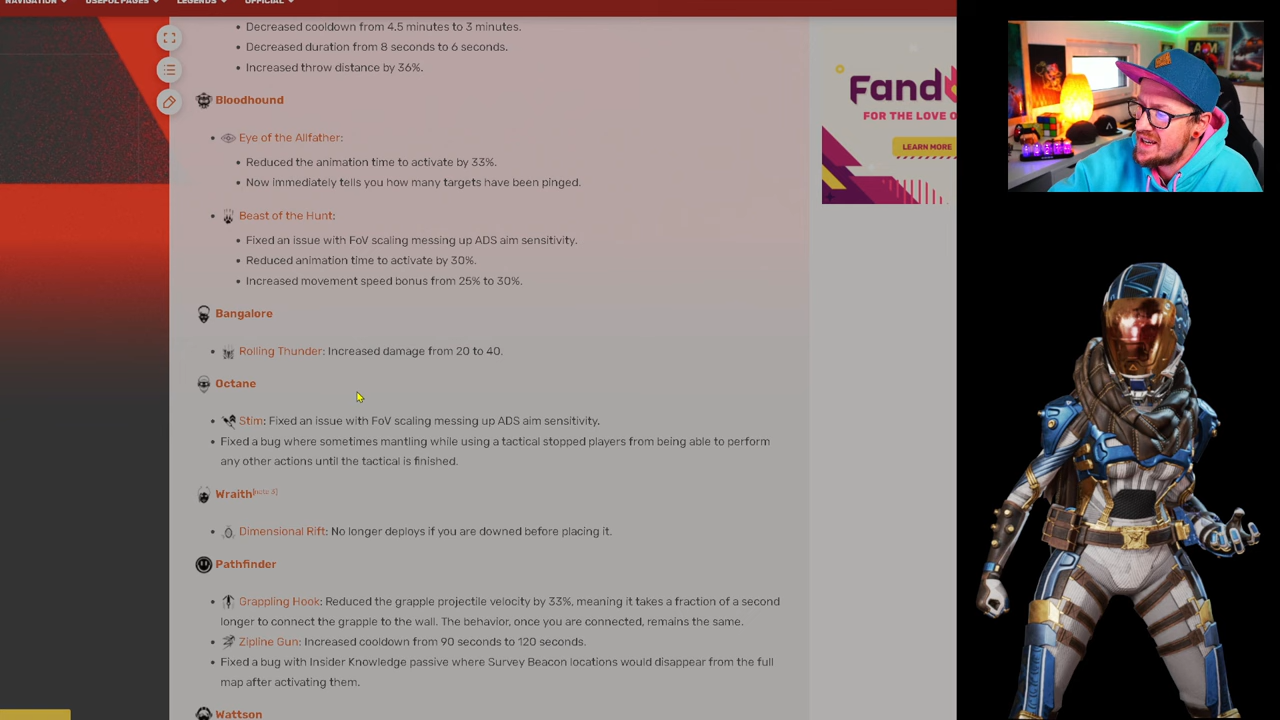 NAVIGATION USEFUL PAGES LEGENDS OFFICIAL
Decreased cooldown from 4.5 minutes to 3 minutes.
Decreased duration from 8 seconds to 6 seconds.
Increased throw distance by 36%.
Bloodhound
Eye of the Allfather:
Reduced the animation time to activate by 33%.
Now immediately tells you how many targets have been pinged.
Beast of the Hunt:
Fixed an issue with FoV scaling messing up ADS aim sensitivity.
Reduced animation time to activate by 30%.
Increased movement speed bonus from 25% to 30%.
Bangalore
Rolling Thunder: Increased damage from 20 to 40.
Octane
Stim: Fixed an issue with FoV scaling messing up ADS aim sensitivity.
Fixed a bug where sometimes mantling while using a tactical stopped players from being able to perform
any other actions until the tactical is finished.
Wraith[note 3]
Dimensional Rift: No longer deploys if you are downed before placing it.
Pathfinder
Grappling Hook: Reduced the grapple projectile velocity by 33%, meaning it takes a fraction of a second
longer to connect the grapple to the wall. The behavior, once you are connected, remains the same.
Zipline Gun: Increased cooldown from 90 seconds to 120 seconds.
Fixed a bug with Insider Knowledge passive where Survey Beacon locations would disappear from the full
map after activating them.
Wattson
Fand
FOR THE LOVE O
LEARN MORE